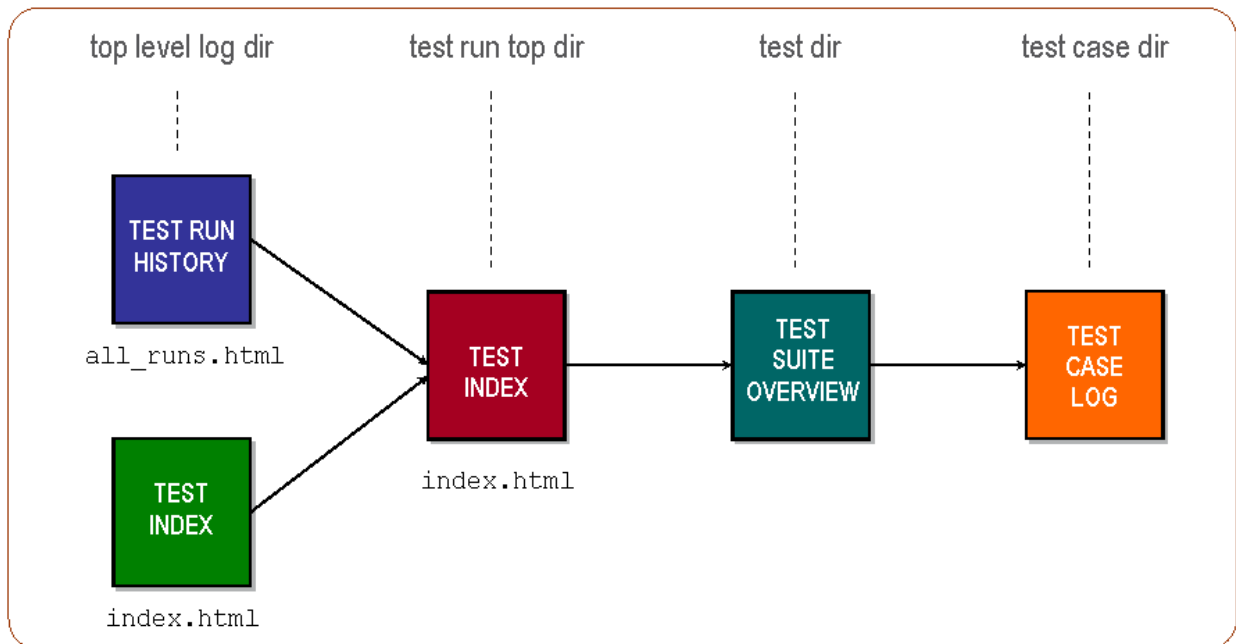 top level log dir
test run top dir
test dir
test case dir
TEST RUN
HISTORY
all_runs.html
TEST
INDEX
index.html
TEST
INDEX
index.html
TEST
SUITE
OVERVIEW
TEST
CASE
LOG